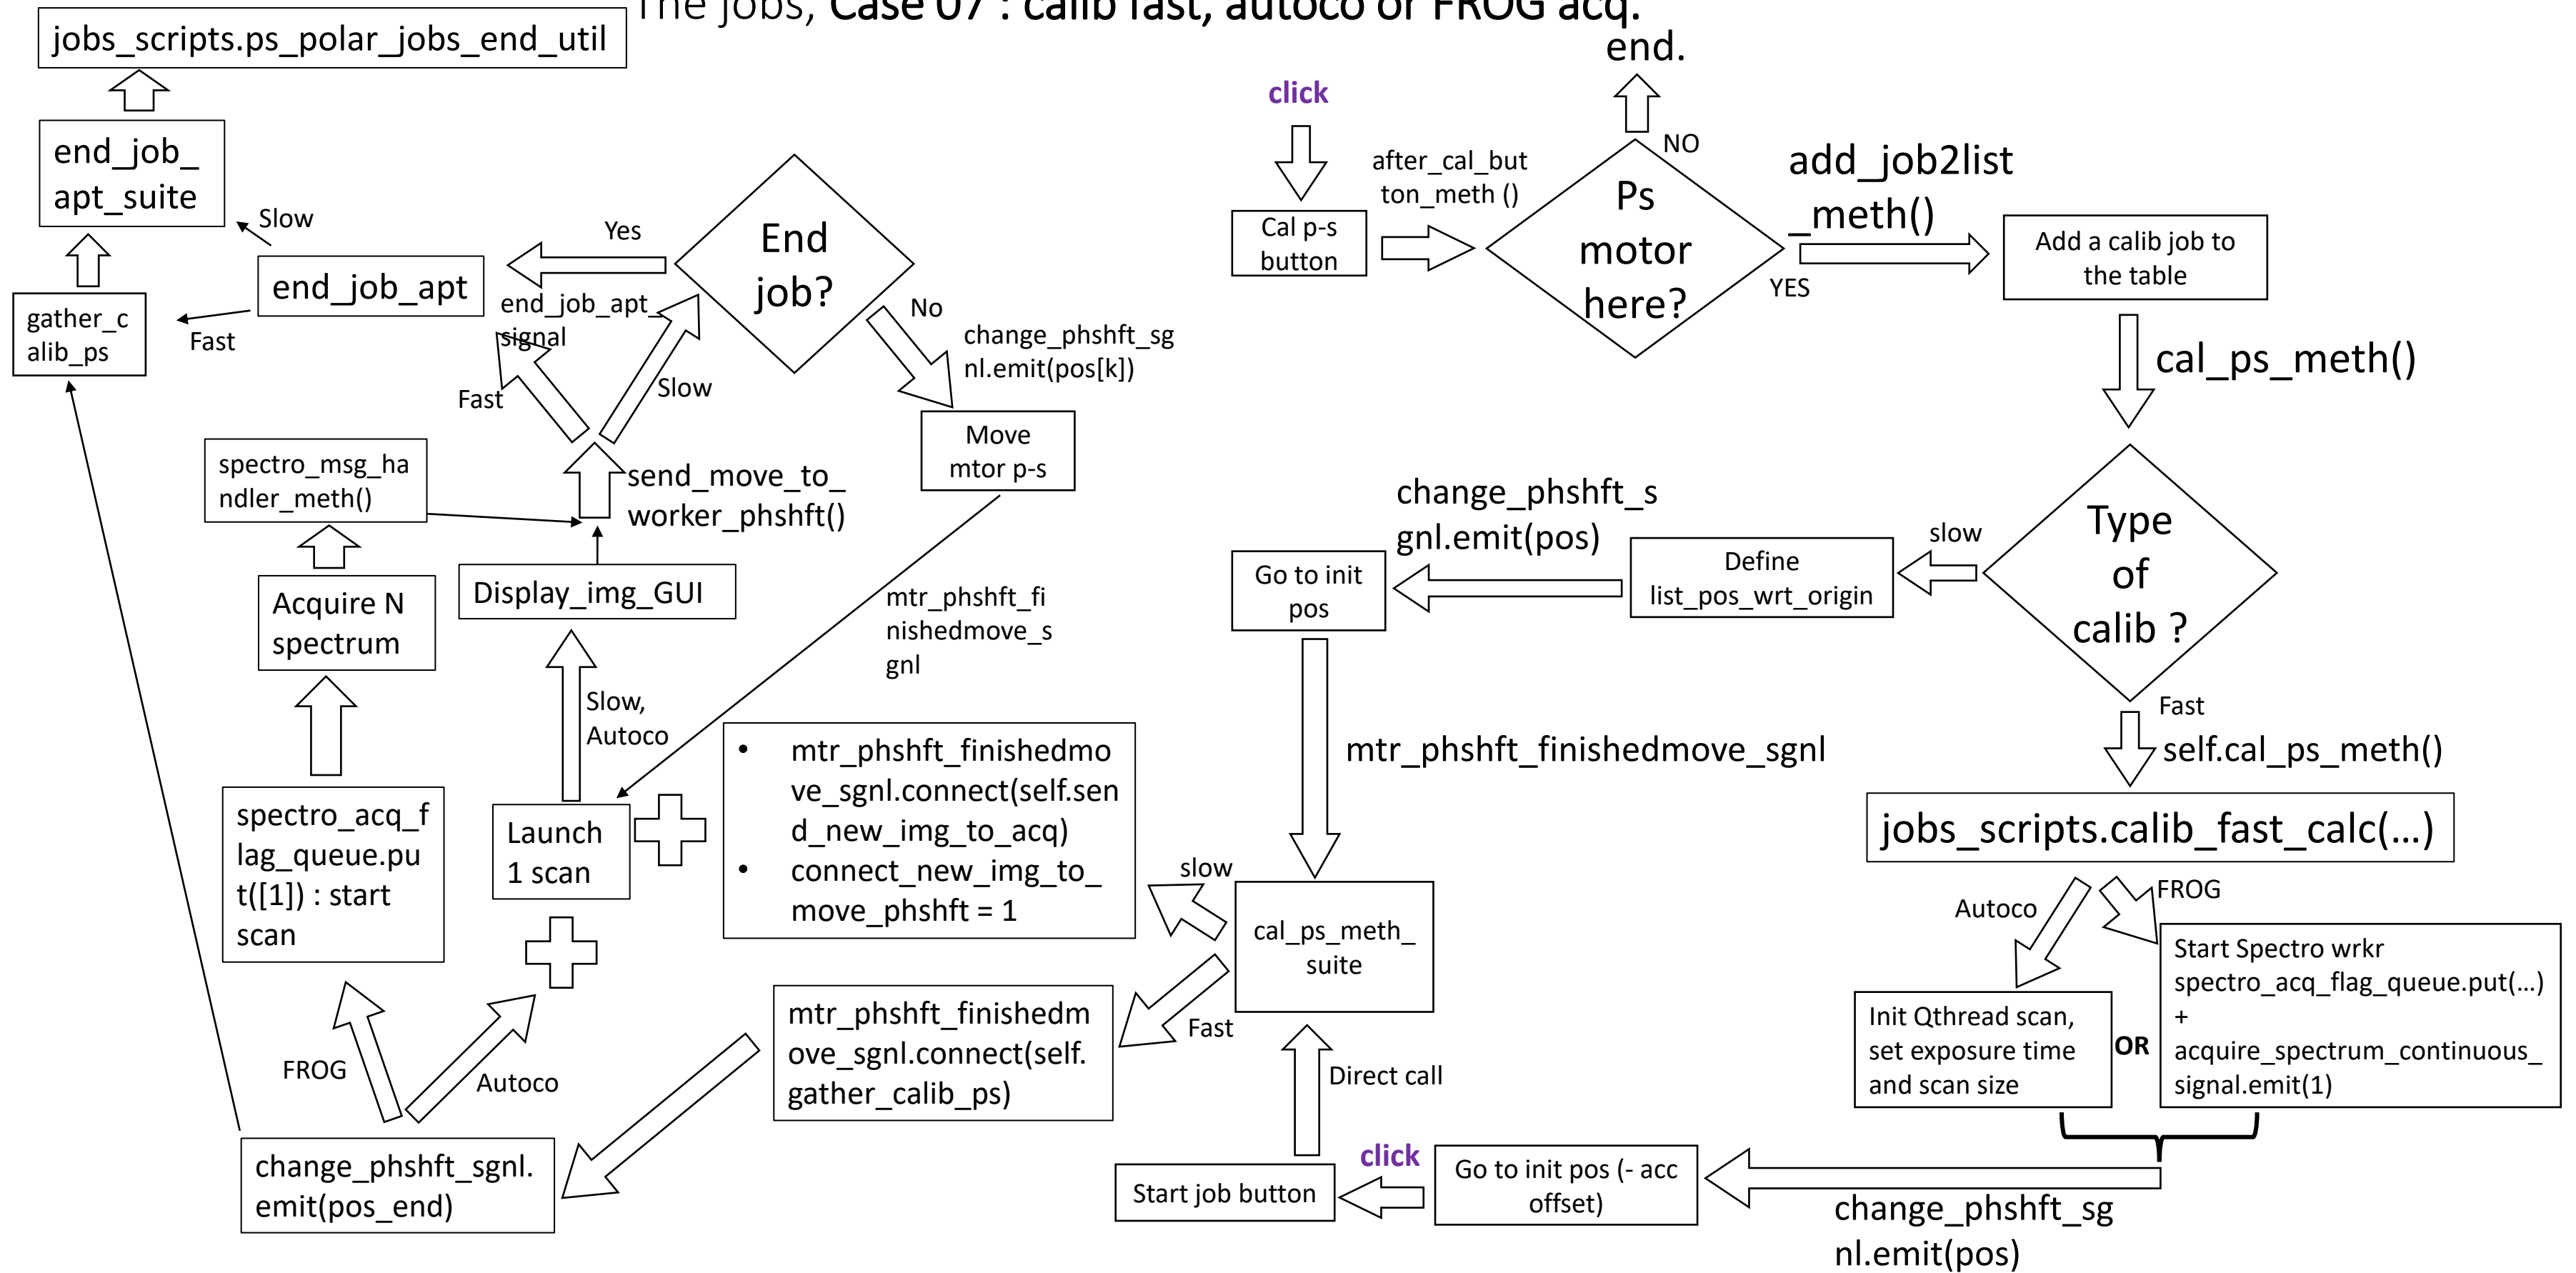 The jobs, Case 07 : calib fast, autoco or FROG acq.
jobs_scripts.ps_polar_jobs_end_util
end_job_
apt_suite
Slow
end_job_apt
Fast
gather_c
alib_ps
Yes
end_job_apt_
signal
End
job?
No
change_phshft_sg
nl.emit(pos[k])
Fast
Slow
Move
mtor p-s
spectro_msg_ha
ndler_meth()
send_move_to_
worker_phshft()
Acquire N
spectrum
Display_img_GUI
mtr_phshft_fi
nishedmove_s
gnl
Slow,
Autoco
spectro_acq_f
lag_queue.pu
t([1]) : start
scan
Launch
1 scan
• mtr_phshft_finishedmo
ve_sgnl.connect(self.sen
d_new_img_to_acq)
• connect_new_img_to_
move_phshft = 1
FROG
Autoco
change_phshft_sgnl.
emit(pos_end)
mtr_phshft_finishedm
ove_sgnl.connect(self.
gather_calib_ps)
end.
click
Cal p-s
button
after_cal_but
ton_meth ()
NO
Ps
motor
here?
YES
add_job2list
_meth()
Add a calib job to
the table
cal_ps_meth()
Type
of
calib ?
slow
Define
list_pos_wrt_origin
change_phshft_s
gnl.emit(pos)
Go to init
pos
mtr_phshft_finishedmove_sgnl
Fast
self.cal_ps_meth()
jobs_scripts.calib_fast_calc(...)
Autoco
FROG
Init Qthread scan,
set exposure time
and scan size
OR
Start Spectro wrkr
spectro_acq_flag_queue.put(...)
+
acquire_spectrum_continuous_
signal.emit(1)
slow
cal_ps_meth_
suite
Fast
Direct call
Start job button
click
Go to init pos (- acc
offset)
change_phshft_sg
nl.emit(pos)